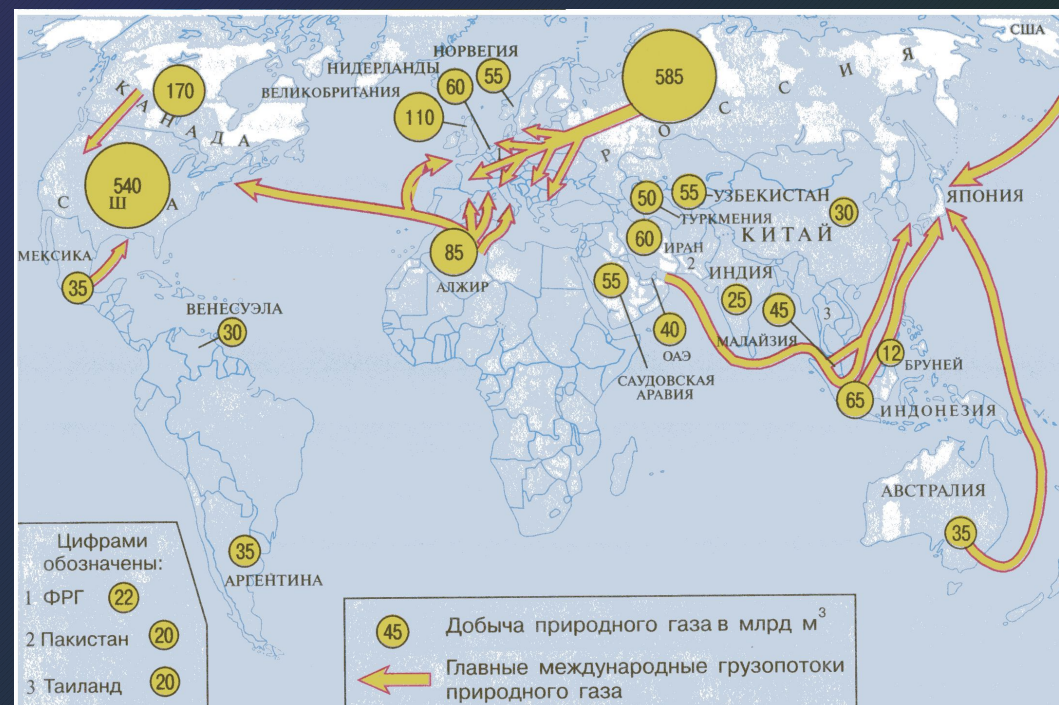 США
НОРВЕГИЯ
55
НИДЕРЛАНДЫ
60
ВЕЛИКОБРИТАНИЯ
110
585
РОССИЯ
КАНАДА
170
540
США
МЕКСИКА
35
ВЕНЕСУЭЛА
30
85
АЛЖИР
50
ТУРКМЕНИЯ
55
УЗБЕКИСТАН
30
КИТАЙ
ЯПОНИЯ
60
ИРАН
2
ИНДИЯ
25
45
МАЛАЙЗИЯ
3
55
САУДОВСКАЯ
АРАВИЯ
40
ОАЭ
12
БРУНЕЙ
65
ИНДОНЕЗИЯ
АВСТРАЛИЯ
35
35
АРГЕНТИНА
Цифрами
обозначены:
1 ФРГ 22
2 Пакистан 20
3 Таиланд 20
45 Добыча природного газа в млрд м³
Главные международные грузопотоки
природного газа